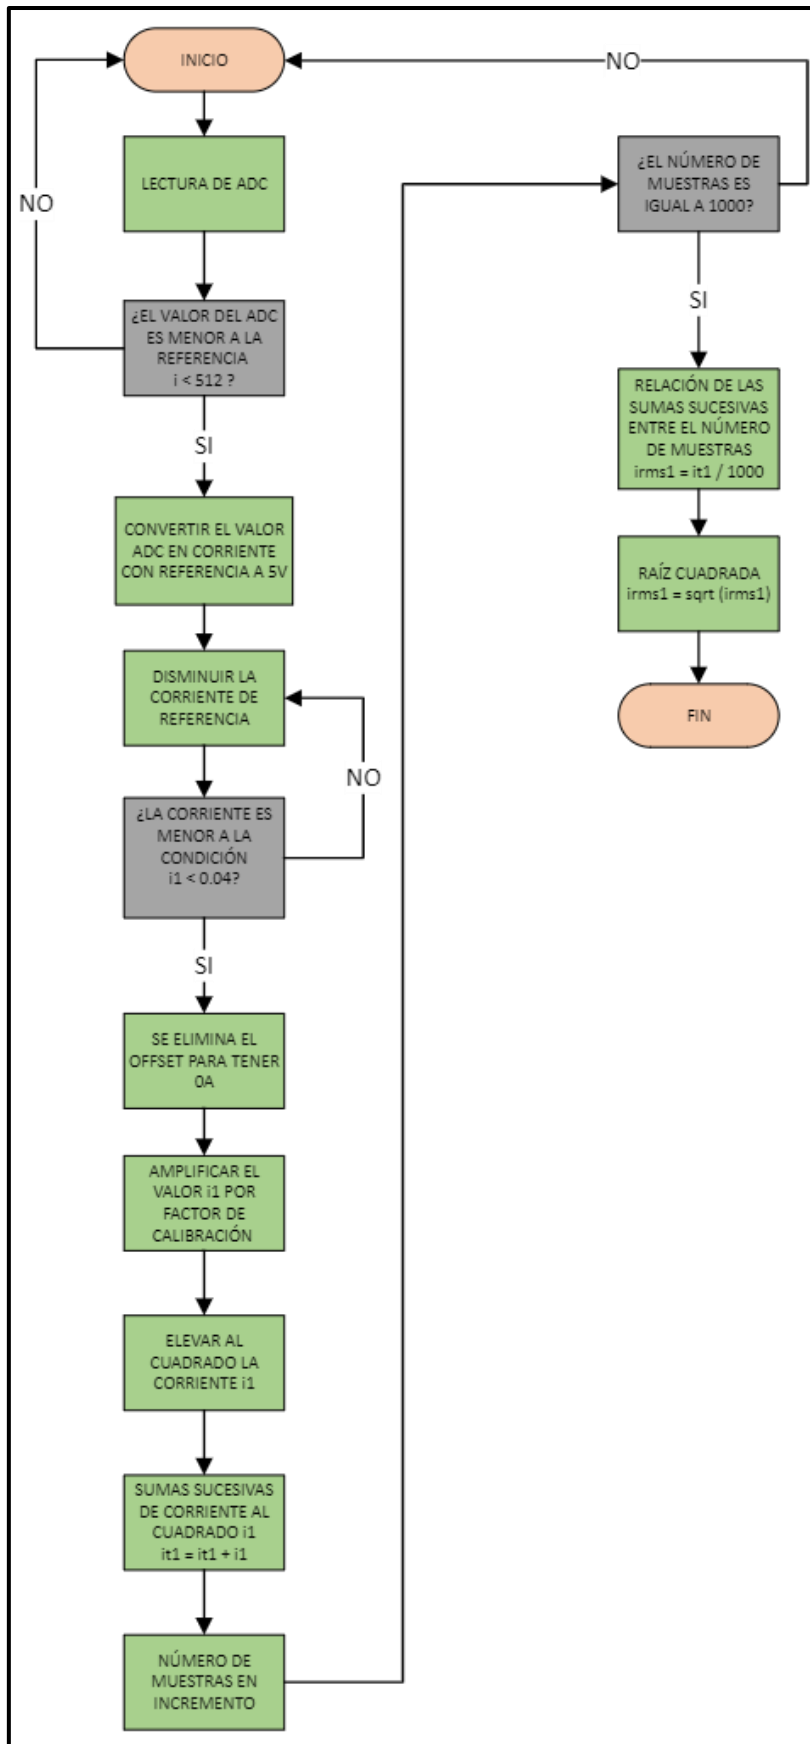 INICIO
LECTURA DE ADC
NO
¿EL VALOR DEL ADC
ES MENOR A LA
REFERENCIA
i < 512 ?
SI
CONVERTIR EL VALOR
ADC EN CORRIENTE
CON REFERENCIA A 5V
DISMINUIR LA
CORRIENTE DE
REFERENCIA
NO
¿LA CORRIENTE ES
MENOR A LA
CONDICIÓN
i1 < 0.04?
SI
SE ELIMINA EL
OFFSET PARA TENER
0A
AMPLIFICAR EL
VALOR i1 POR
FACTOR DE
CALIBRACIÓN
ELEVAR AL
CUADRADO LA
CORRIENTE i1
SUMAS SUCESIVAS
DE CORRIENTE AL
CUADRADO i1
it1 = it1 + i1
NÚMERO DE
MUESTRAS EN
INCREMENTO
NO
¿EL NÚMERO DE
MUESTRAS ES
IGUAL A 1000?
SI
RELACIÓN DE LAS
SUMAS SUCESIVAS
ENTRE EL NÚMERO
DE MUESTRAS
irms1 = it1 / 1000
RAÍZ CUADRADA
irms1 = sqrt (irms1)
FIN